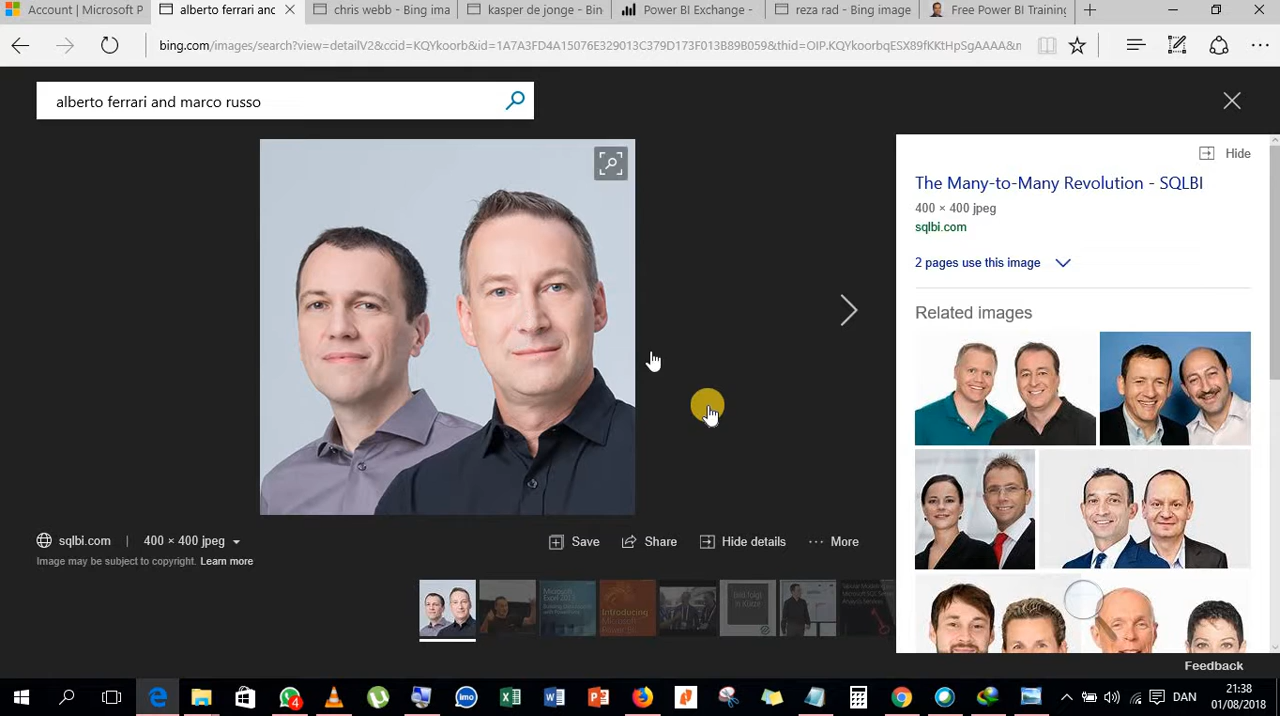 Account | Microsoft P
alberto ferrari anc
chris webb - Bing ima
kasper de jonge - Bin
Power BI Exchange -
reza rad - Bing image
Free Power BI Training
bing.com/images/search?view=detailV2&ccid=KQYkoorb&id=1A7A3FD4A15076E329013C379D173F013B89B059&thid=OIP.KQYkoorbqESX89fKKtHpSgAAAA&n
alberto ferrari and marco russo
Hide
The Many-to-Many Revolution - SQLBI
400 × 400 jpeg
sqlbi.com
2 pages use this image
Related images
sqlbi.com | 400 × 400 jpeg
Save
Share
Hide details
More
Image may be subject to copyright. Learn more
Introducing
Feedback
4
imo
DAN
21:38
01/08/2018